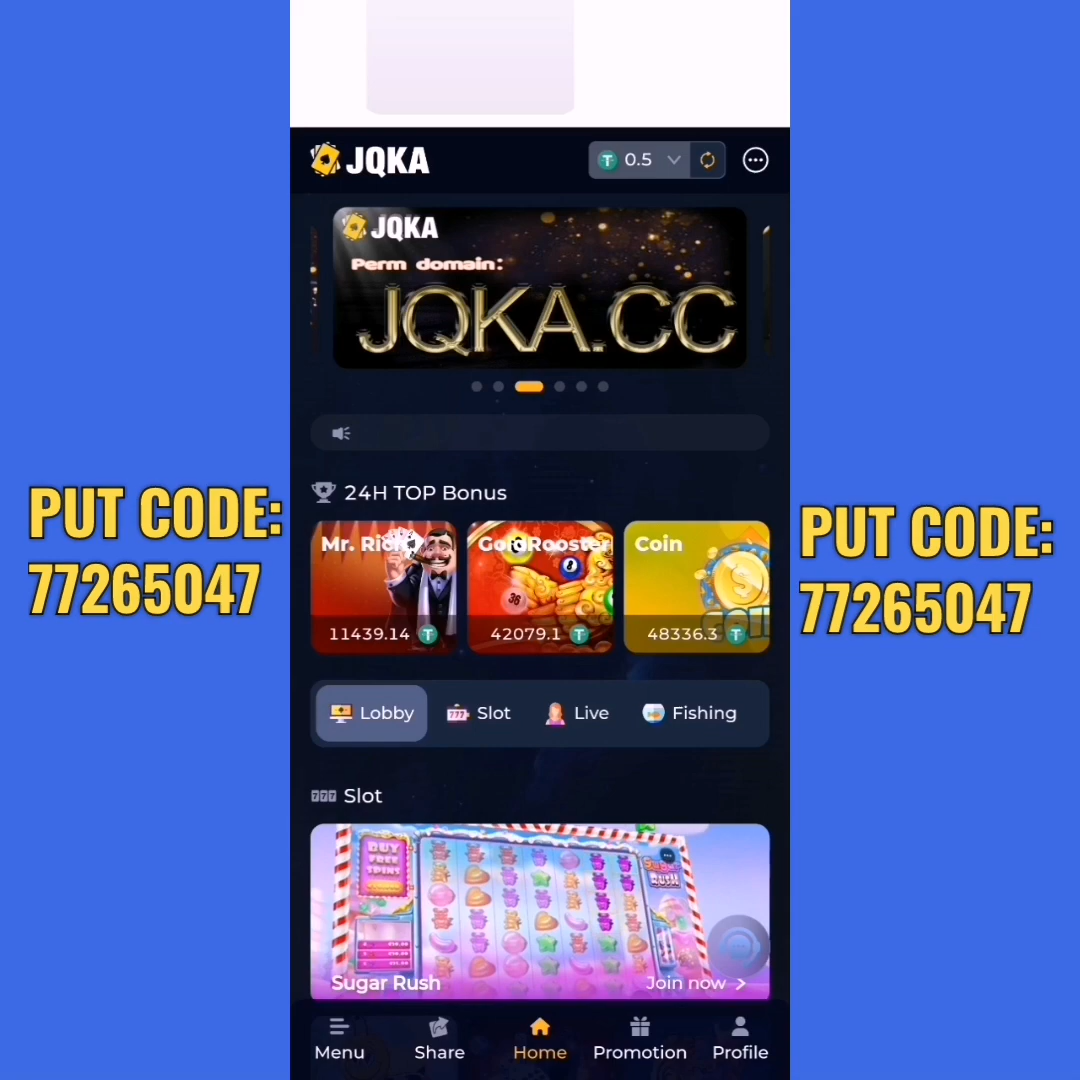 JQKA
0.5
JQKA
Perm domain:
JQKA.CC
PUT CODE:
77265047
PUT CODE:
77265047
24H TOP Bonus
Mr. Rich
GoldRooster
Coin
11439.14
42079.1
48336.3
Lobby
Slot
Live
Fishing
Slot
BUY
FREE
SPINS
RUSH
Sugar Rush
Join now
Menu
Share
Home
Promotion
Profile